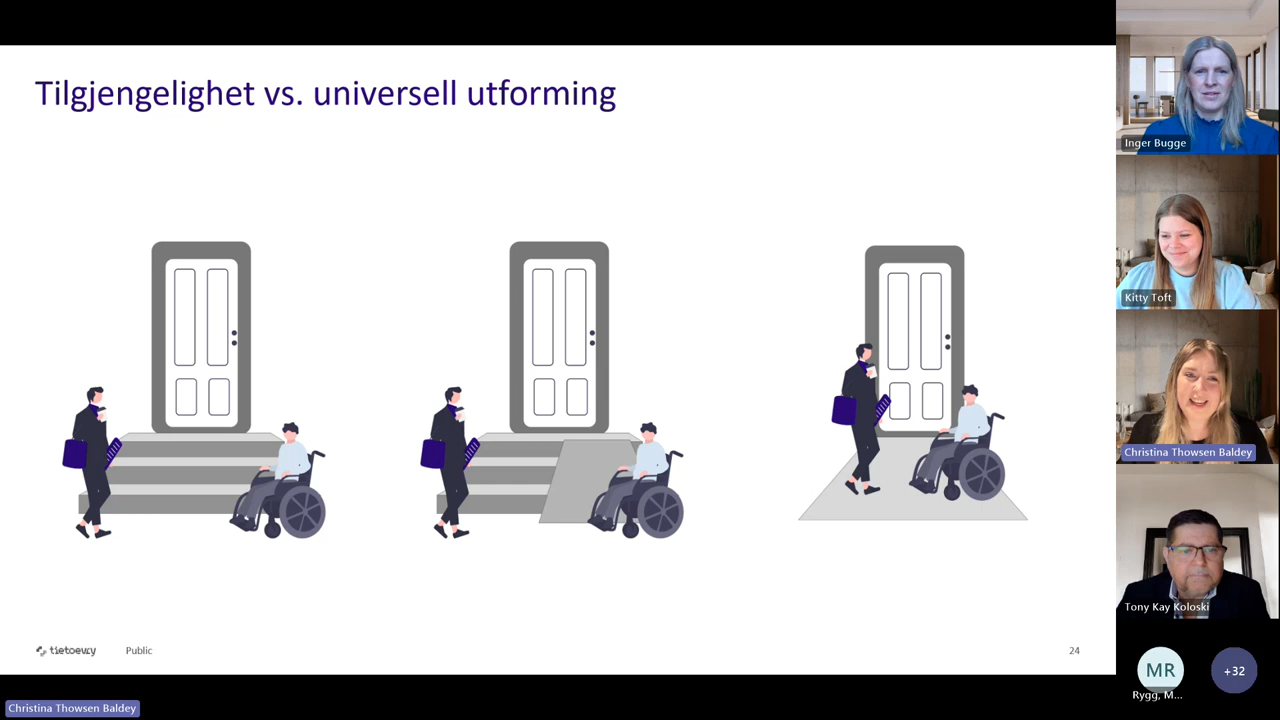 Tilgjengelighet vs. universell utforming
tietoevry
Public
24
Christina Thowsen Baldey
Inger Bugge
Kitty Toft
Christina Thowsen Baldey
Tony Kay Koloski
MR
Rygg, M...
+32